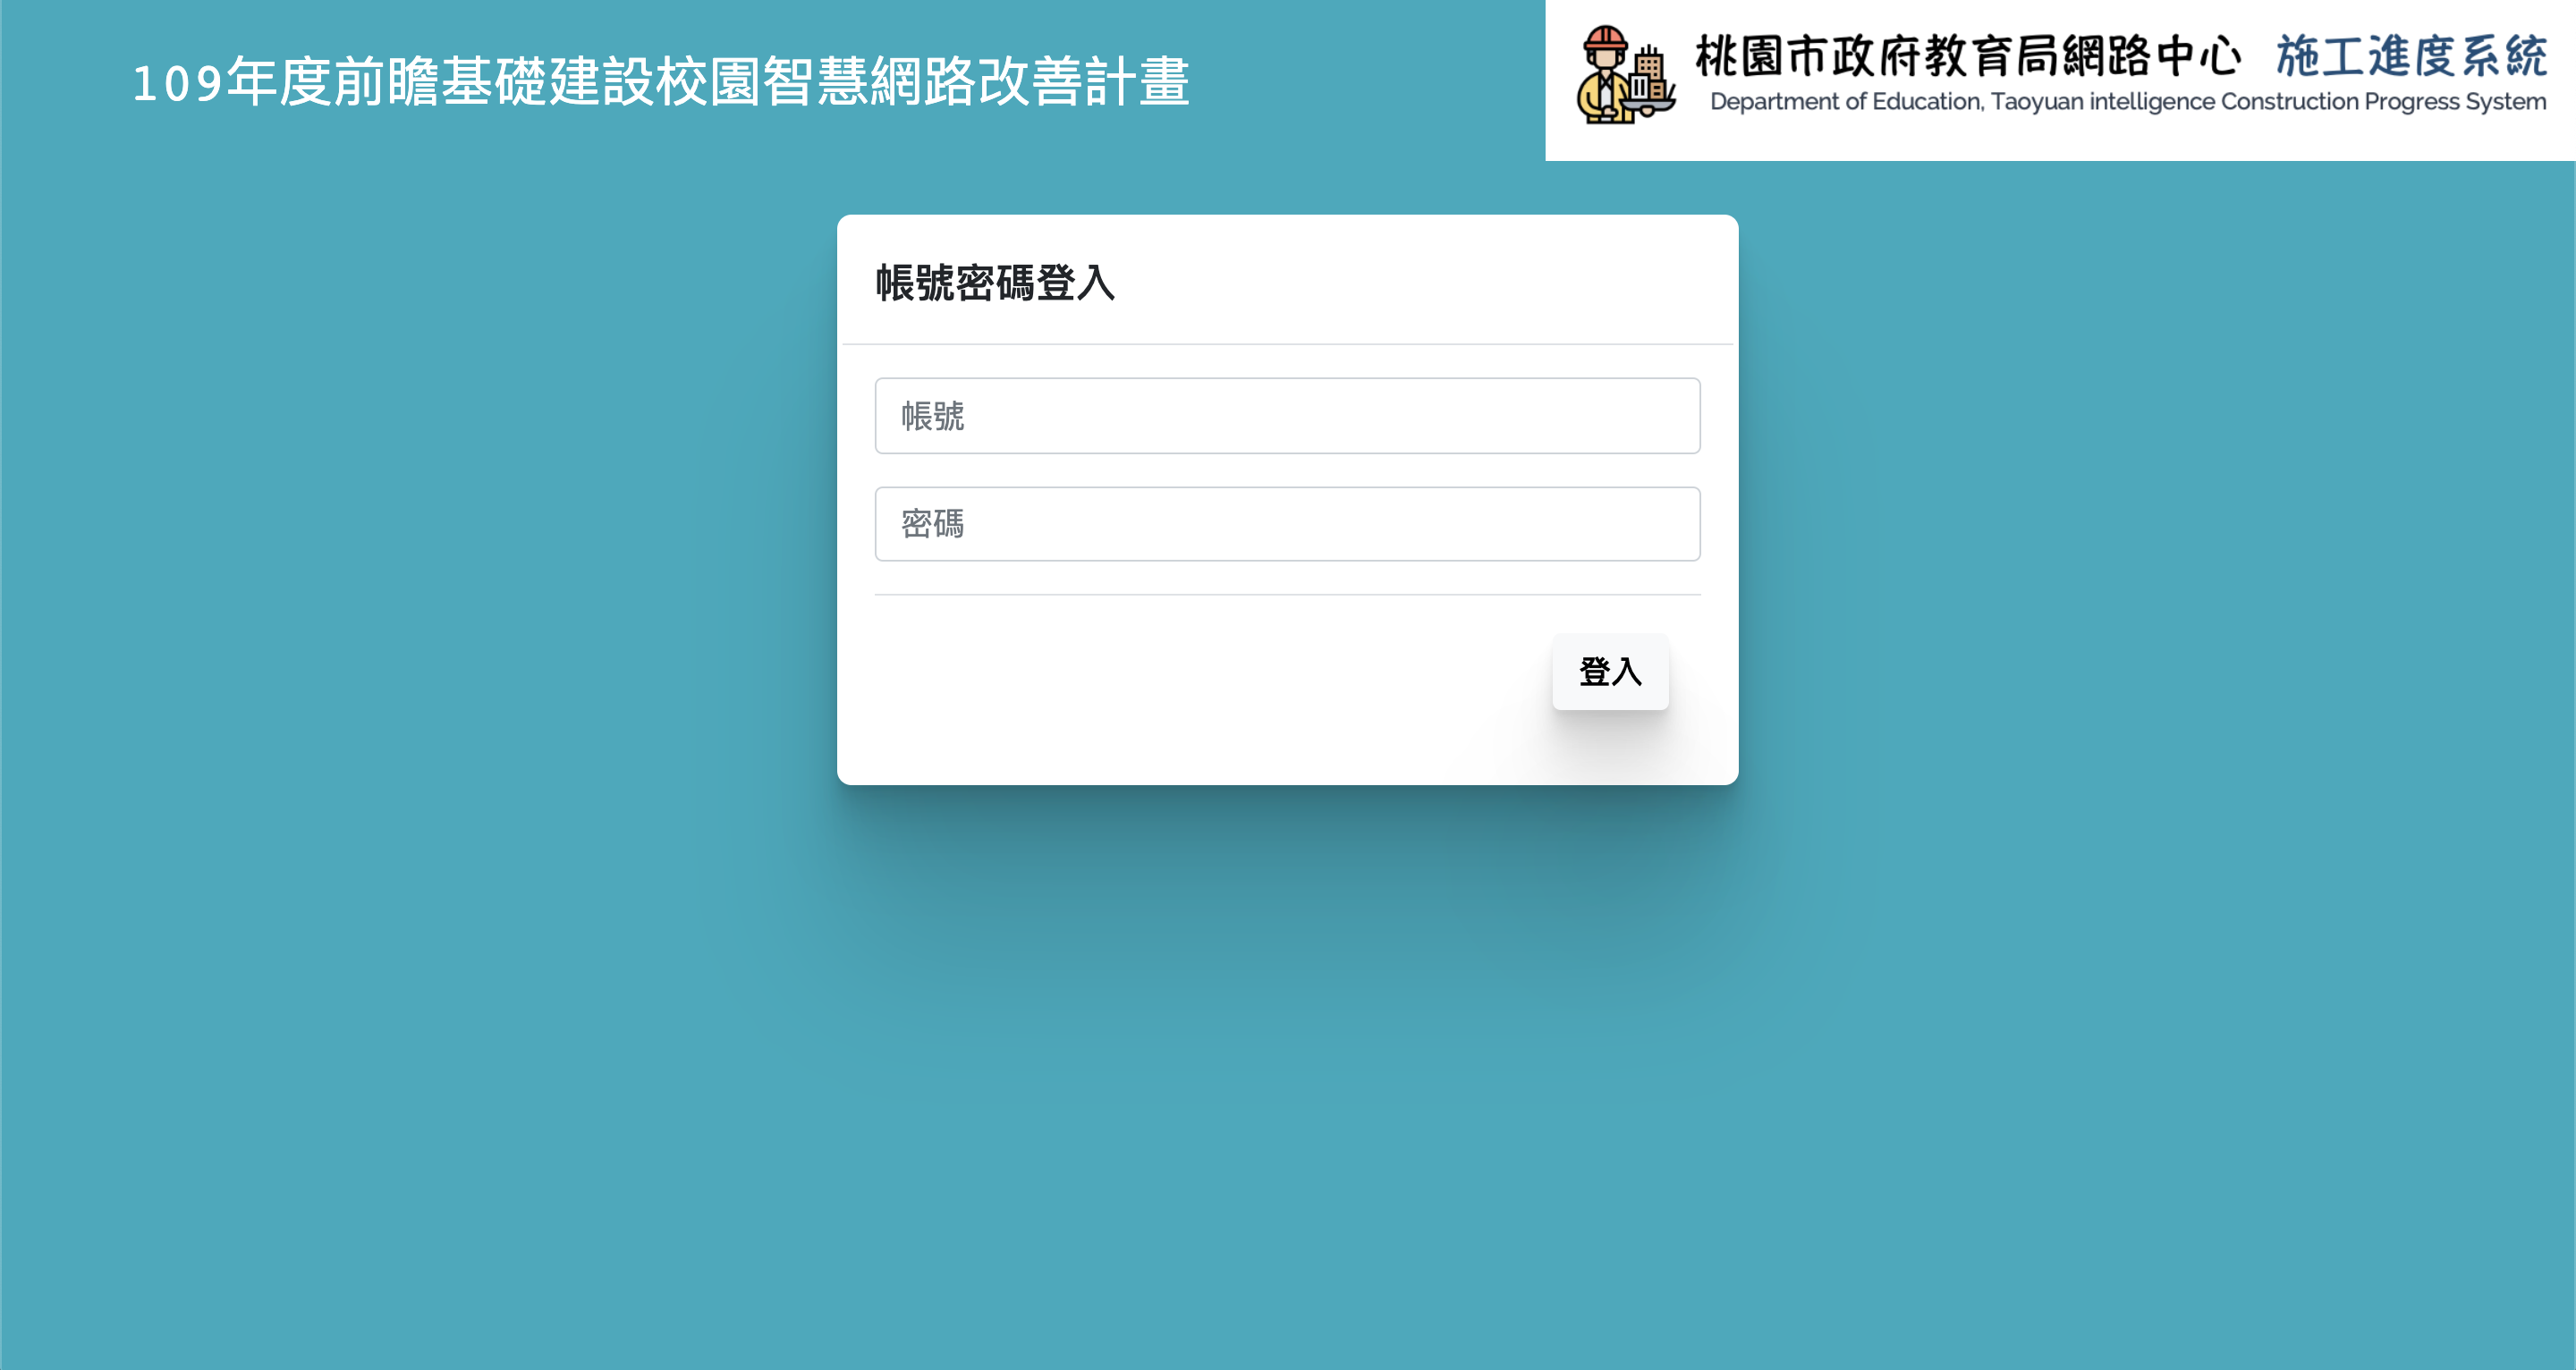 109年度前瞻基礎建設校園智慧網路改善計畫
桃園市政府教育局網路中心 施工進度系統
Department of Education, Taoyuan intelligence Construction Progress System
帳號密碼登入
帳號
密碼
登入